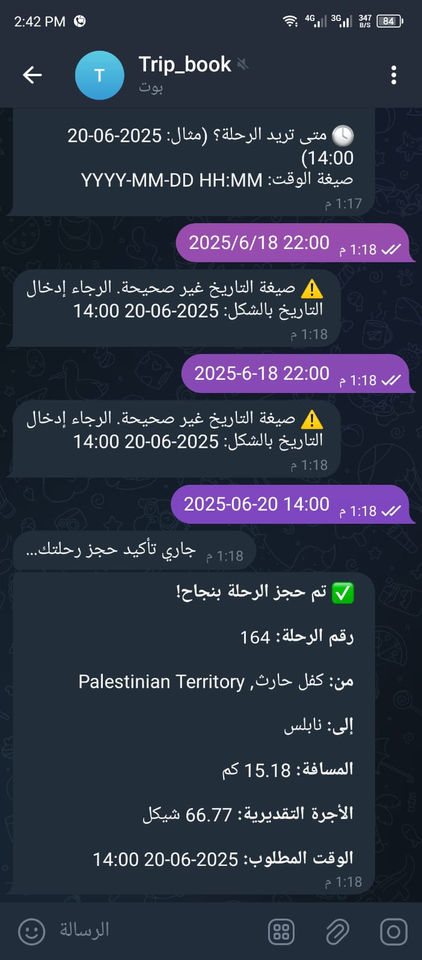 2:42 PM
4G 3G 347 B/S 84
T
Trip_book
بوت
🕓 متى تريد الرحلة؟ (مثال: 2025-06-20
14:00)
صيغة الوقت: YYYY-MM-DD HH:MM
1:17 م
2025/6/18 22:00
1:18 م
⚠️ صيغة التاريخ غير صحيحة. الرجاء إدخال
التاريخ بالشكل: 2025-06-20 14:00
1:18 م
2025-6-18 22:00
1:18 م
⚠️ صيغة التاريخ غير صحيحة. الرجاء إدخال
التاريخ بالشكل: 2025-06-20 14:00
1:18 م
2025-06-20 14:00
1:18 م
جاري تأكيد حجز رحلتك...
1:18 م
✅ تم حجز الرحلة بنجاح!
رقم الرحلة: 164
من: كفل حارث, Palestinian Territory
إلى: نابلس
المسافة: 15.18 كم
الأجرة التقديرية: 66.77 شيكل
الوقت المطلوب: 2025-06-20 14:00
1:18 م
الرسالة